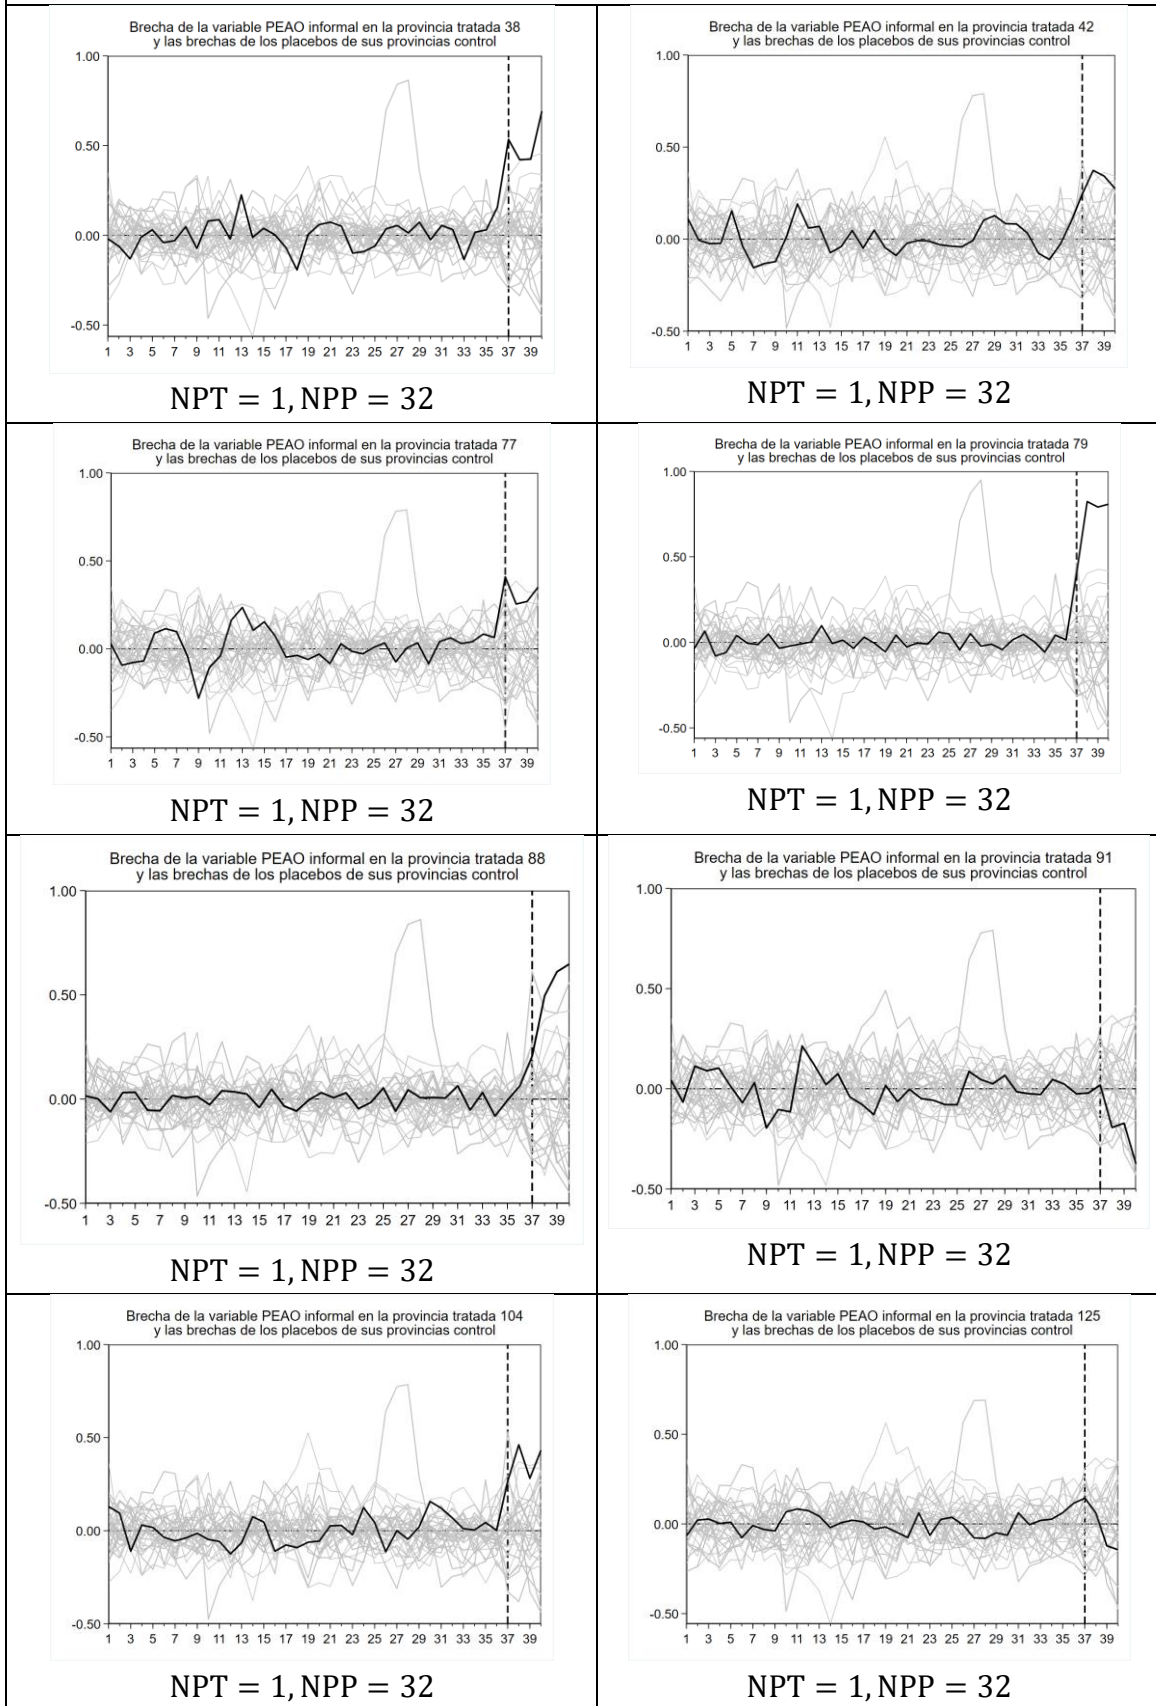 Brecha de la variable PEAO informal en la provincia tratada 38
y las brechas de los placebos de sus provincias control
1.00
0.50
0.00
-0.50
1 3 5 7 9 11 13 15 17 19 21 23 25 27 29 31 33 35 37 39
NPT = 1, NPP = 32
Brecha de la variable PEAO informal en la provincia tratada 42
y las brechas de los placebos de sus provincias control
1.00
0.50
0.00
-0.50
1 3 5 7 9 11 13 15 17 19 21 23 25 27 29 31 33 35 37 39
NPT = 1, NPP = 32
Brecha de la variable PEAO informal en la provincia tratada 77
y las brechas de los placebos de sus provincias control
1.00
0.50
0.00
-0.50
1 3 5 7 9 11 13 15 17 19 21 23 25 27 29 31 33 35 37 39
NPT = 1, NPP = 32
Brecha de la variable PEAO informal en la provincia tratada 79
y las brechas de los placebos de sus provincias control
1.00
0.50
0.00
-0.50
1 3 5 7 9 11 13 15 17 19 21 23 25 27 29 31 33 35 37 39
NPT = 1, NPP = 32
Brecha de la variable PEAO informal en la provincia tratada 88
y las brechas de los placebos de sus provincias control
1.00
0.50
0.00
-0.50
1 3 5 7 9 11 13 15 17 19 21 23 25 27 29 31 33 35 37 39
NPT = 1, NPP = 32
Brecha de la variable PEAO informal en la provincia tratada 91
y las brechas de los placebos de sus provincias control
1.00
0.50
0.00
-0.50
1 3 5 7 9 11 13 15 17 19 21 23 25 27 29 31 33 35 37 39
NPT = 1, NPP = 32
Brecha de la variable PEAO informal en la provincia tratada 104
y las brechas de los placebos de sus provincias control
1.00
0.50
0.00
-0.50
1 3 5 7 9 11 13 15 17 19 21 23 25 27 29 31 33 35 37 39
NPT = 1, NPP = 32
Brecha de la variable PEAO informal en la provincia tratada 125
y las brechas de los placebos de sus provincias control
1.00
0.50
0.00
-0.50
1 3 5 7 9 11 13 15 17 19 21 23 25 27 29 31 33 35 37 39
NPT = 1, NPP = 32